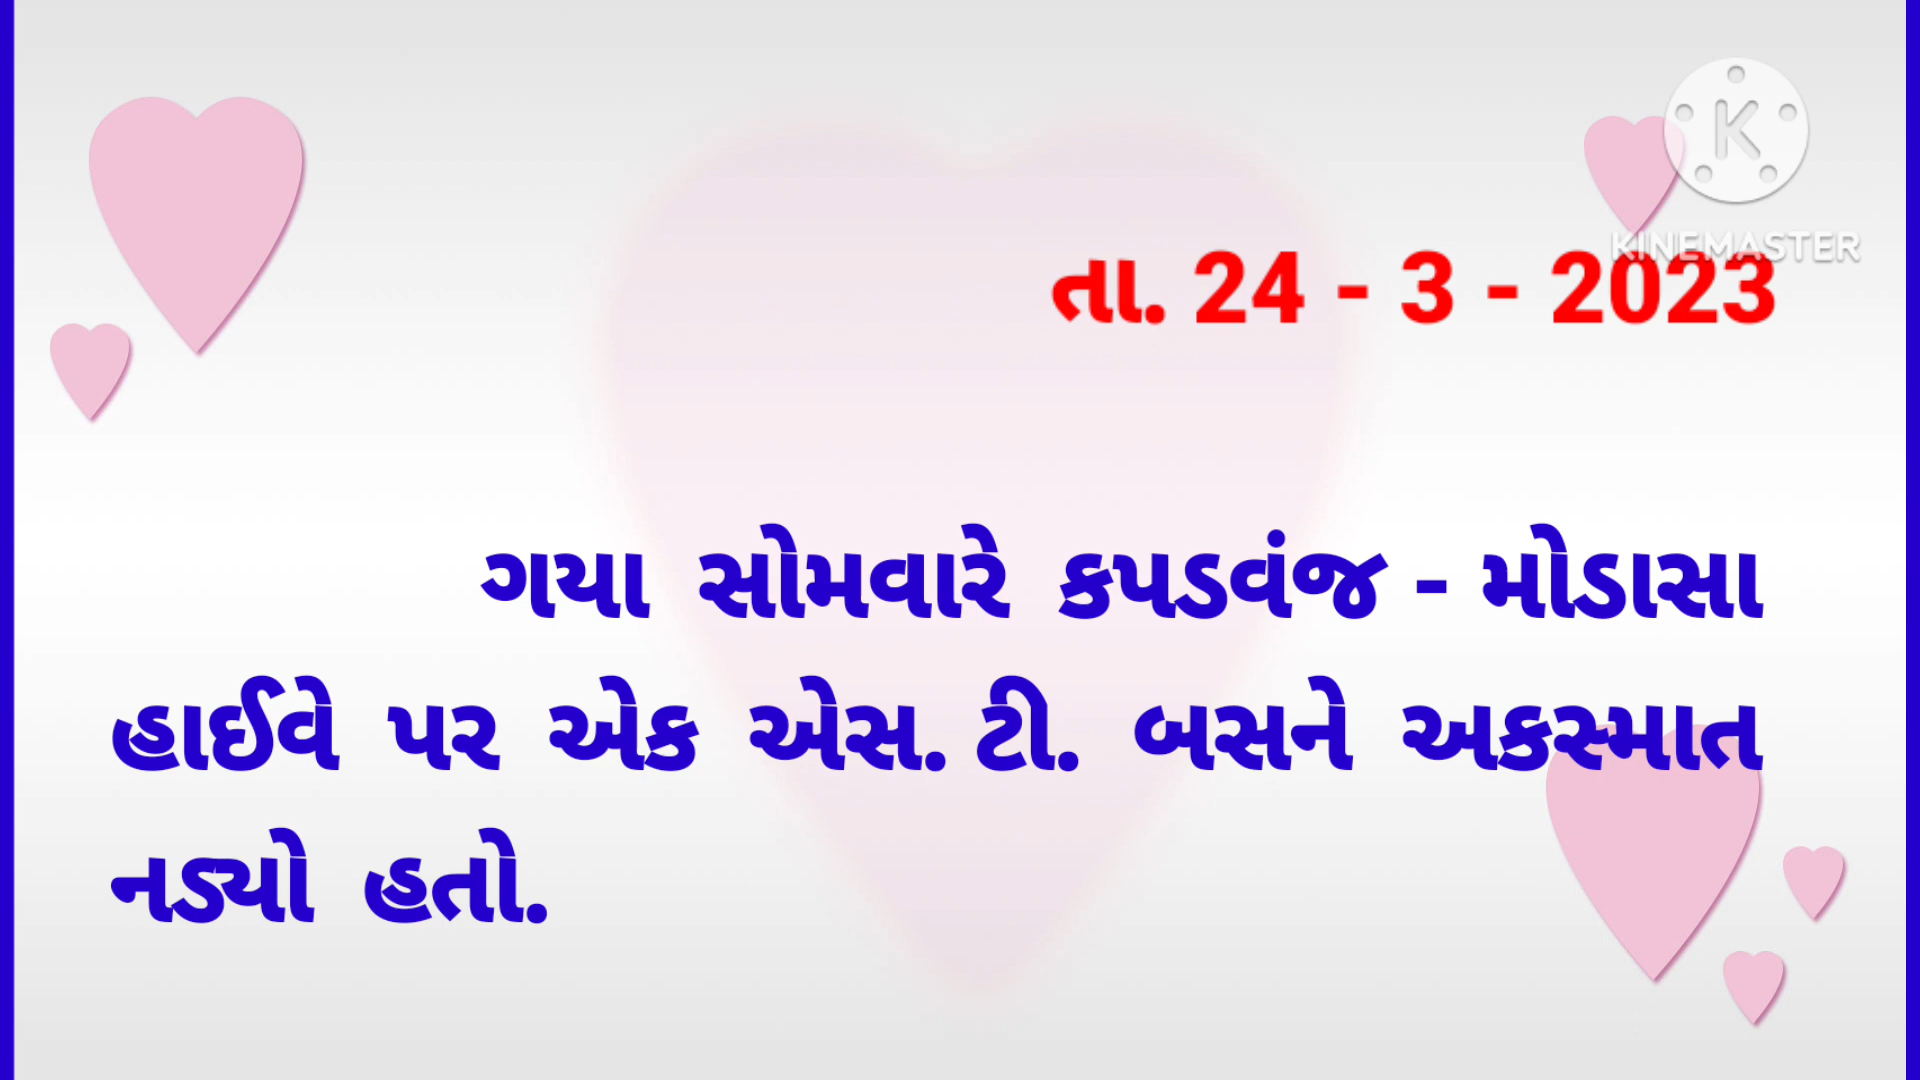 K
KINEMASTER
તા. 24 - 3 - 2023
ગયા સોમવારે કપડવંજ - મોડાસા
હાઈવે પર એક એસ. ટી. બસને અકસ્માત
નડ્યો હતો.